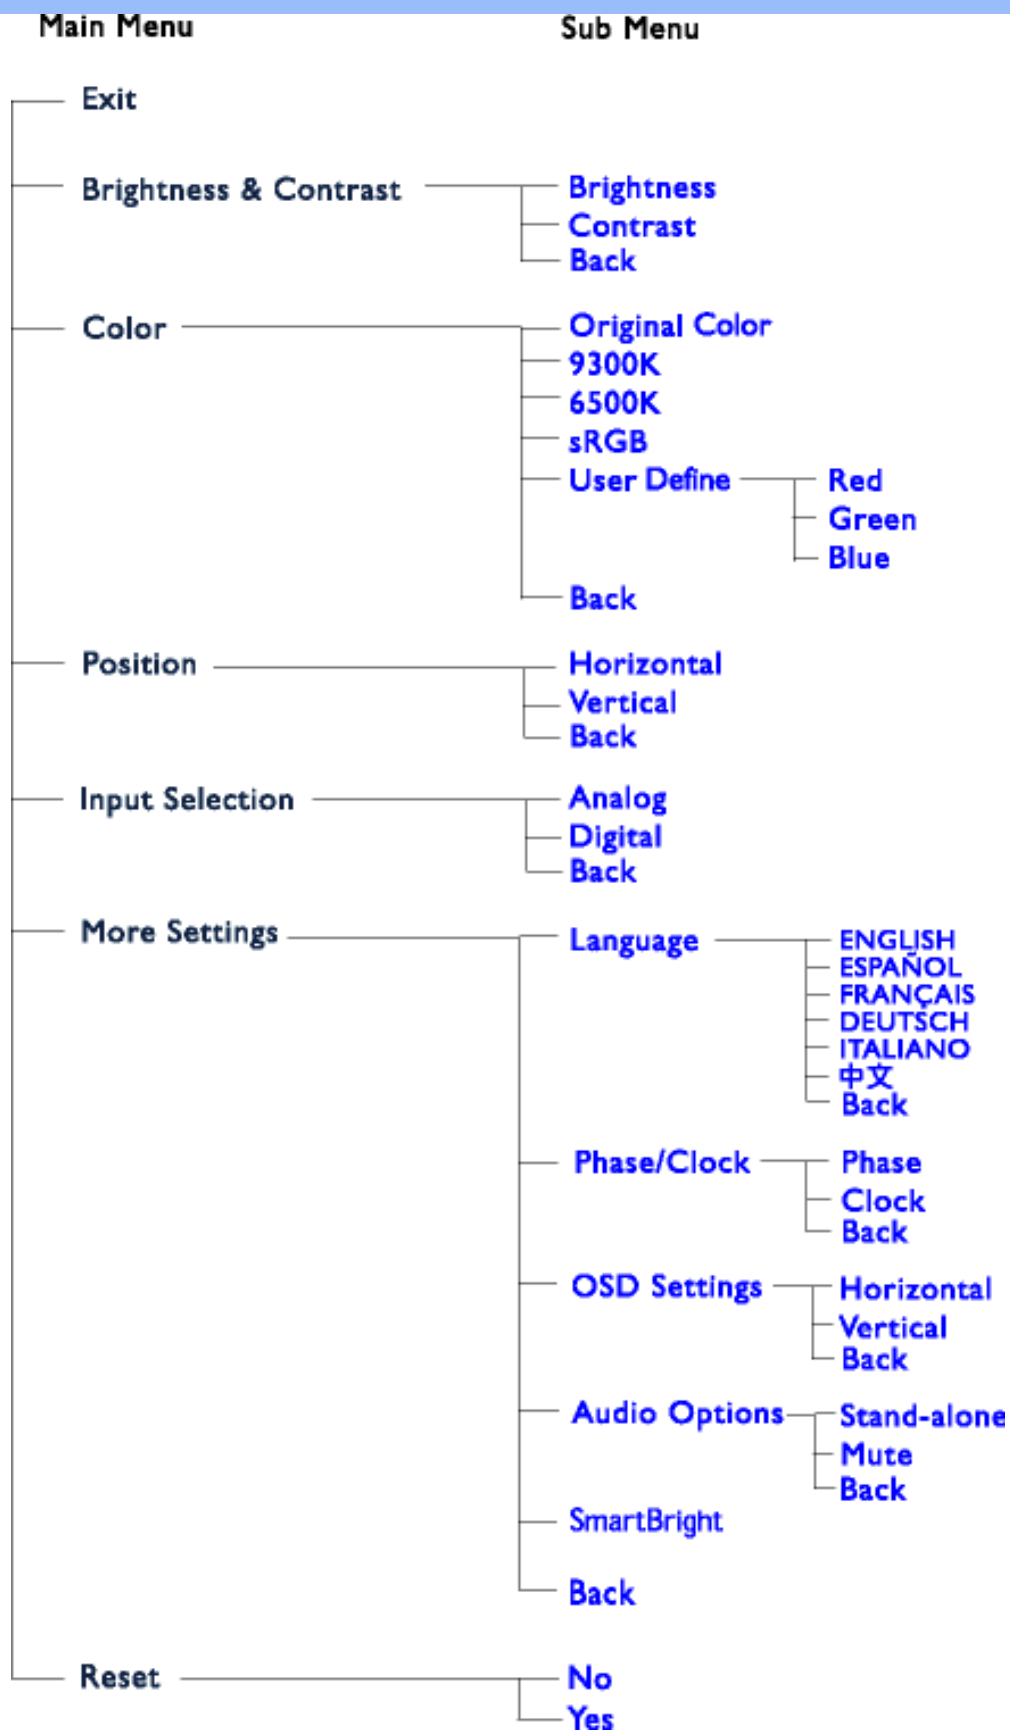 Main Menu Sub Menu
Exit
Brightness & Contrast Brightness
Contrast
Back
Color Original Color
9300K
6500K
sRGB
User Define Red
Green
Blue
Back
Position Horizontal
Vertical
Back
Input Selection Analog
Digital
Back
More Settings Language ENGLISH
ESPAÑOL
FRANÇAIS
DEUTSCH
ITALIANO
中文
Back
Phase/Clock Phase
Clock
Back
OSD Settings Horizontal
Vertical
Back
Audio Options Stand-alone
Mute
Back
SmartBright
Back
Reset No
Yes